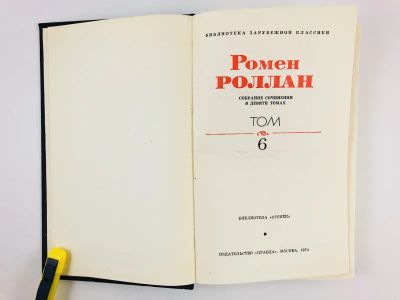 БИБЛИОТЕКА ЗАРУБЕЖНОЙ КЛАССИКИ
Ромен
РОЛЛАН
СОБРАНИЕ СОЧИНЕНИЙ
В ДЕВЯТИ ТОМАХ
ТОМ
6
БИБЛИОТЕКА «ОГОНЕК»
ИЗДАТЕЛЬСТВО «ПРАВДА». МОСКВА. 1974